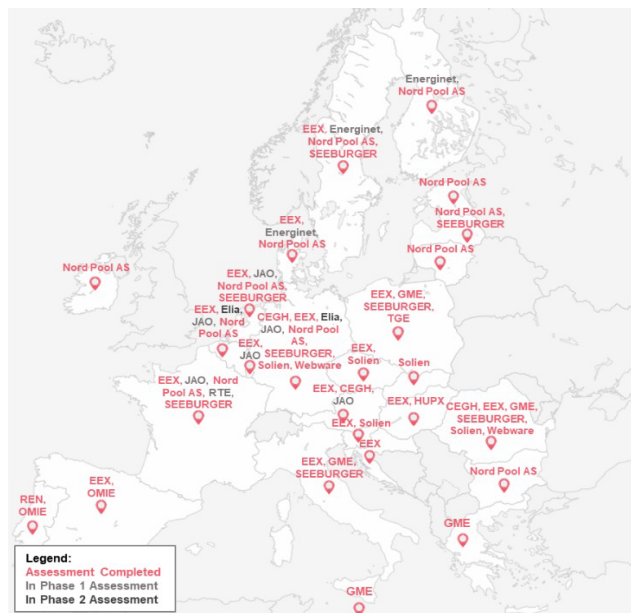 Energinet,
Nord Pool AS
EEX, Energinet,
Nord Pool AS,
SEEBURGER
Nord Pool AS
Nord Pool AS,
SEEBURGER
Nord Pool AS
EEX,
Energinet,
Nord Pool AS
Nord Pool AS
EEX, JAO,
Nord Pool AS,
SEEBURGER
EEX, Elia,
JAO, Nord
Pool AS
CEGH, EEX, Elia,
JAO, Nord Pool
AS,
SEEBURGER,
Solien, Webware
EEX,
JAO
EEX, GME,
SEEBURGER,
TGE
EEX,
Solien
Solien
EEX, JAO, Nord
Pool AS, RTE,
SEEBURGER
EEX, CEGH,
JAO
EEX, HUPX
CEGH, EEX, GME,
SEEBURGER,
Solien, Webware
EEX, Solien
EEX
EEX, GME,
SEEBURGER
Nord Pool AS
EEX,
OMIE
REN,
OMIE
GME
GME
Legend:
Assessment Completed
In Phase 1 Assessment
In Phase 2 Assessment